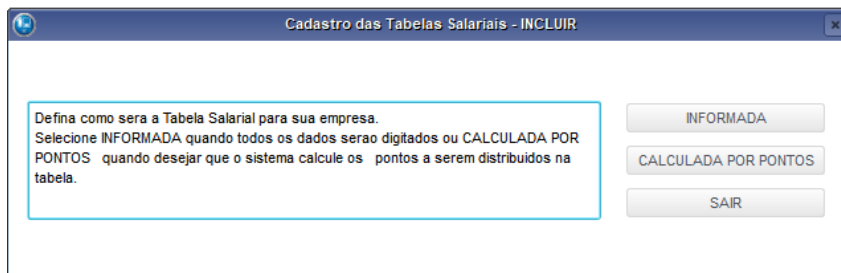 Cadastro das Tabelas Salariais - INCLUIR
Defina como sera a Tabela Salarial para sua empresa.
Selecione INFORMADA quando todos os dados serao digitados ou CALCULADA POR
PONTOS quando desejar que o sistema calcule os pontos a serem distribuidos na
tabela.
INFORMADA
CALCULADA POR PONTOS
SAIR